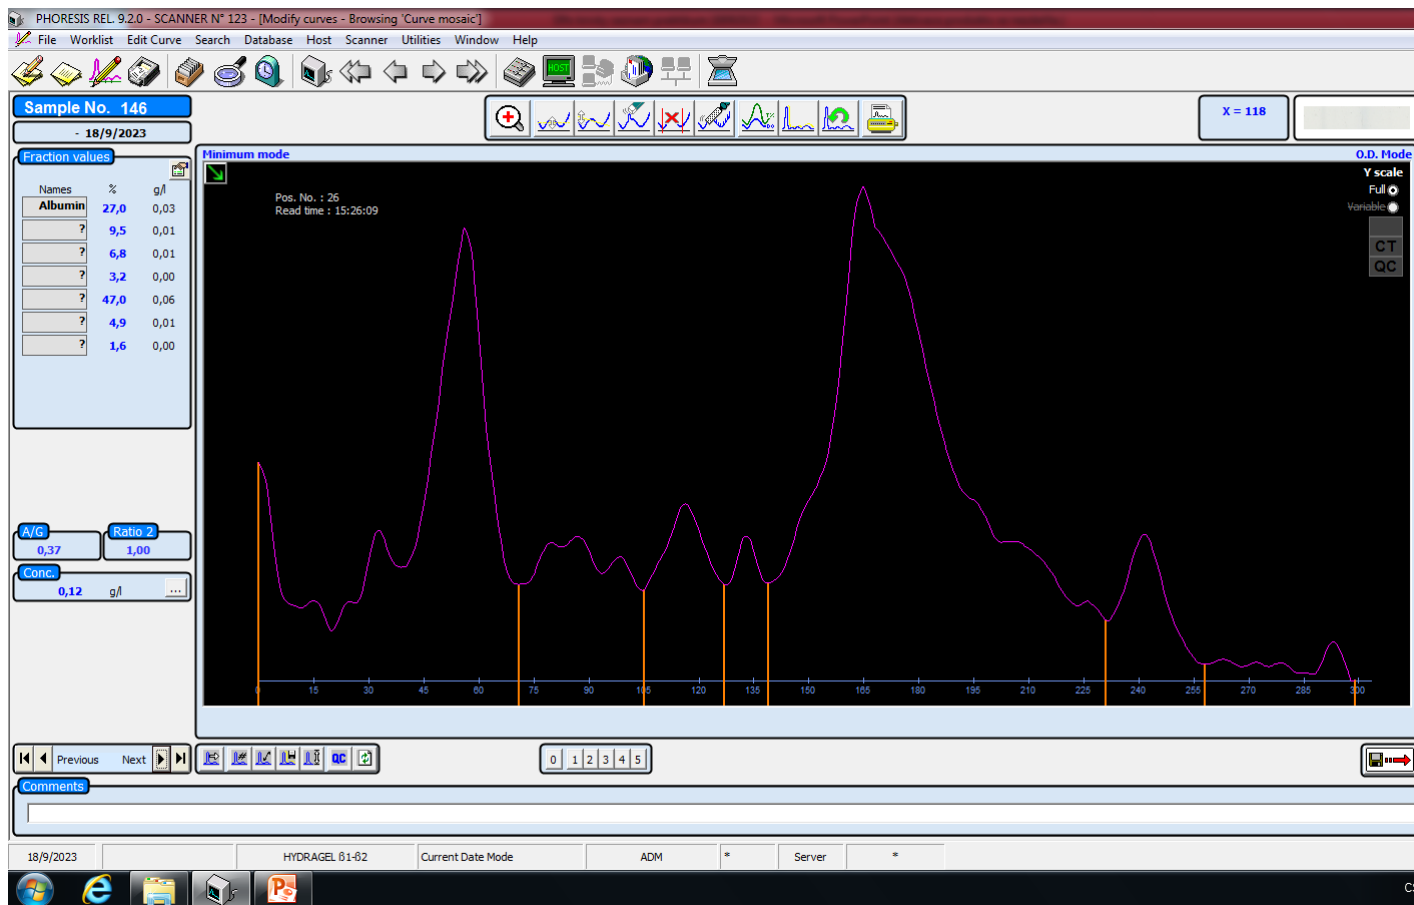 PHORESIS REL. 9.2.0 - SCANNER N° 123 - [Modify curves - Browsing 'Curve mosaic']
File Worklist Edit Curve Search Database Host Scanner Utilities Window Help
HOST
Sample No. 146
- 18/9/2023
X = 118
Fraction values
Names % g/l
Albumin 27,0 0,03
? 9,5 0,01
? 6,8 0,01
? 3,2 0,00
? 47,0 0,06
? 4,9 0,01
? 1,6 0,00
A/G
0,37
Ratio 2
1,00
Conc.
0,12 g/l ...
Minimum mode
O.D. Mode
Pos. No. : 26
Read time : 15:26:09
Y scale
Full
Variable
CT
QC
0 15 30 45 60 75 90 105 120 135 150 165 180 195 210 225 240 255 270 285 300
Previous Next
QC
0 1 2 3 4 5
Comments
18/9/2023 HYDRAGEL ß1-ß2 Current Date Mode ADM * Server *